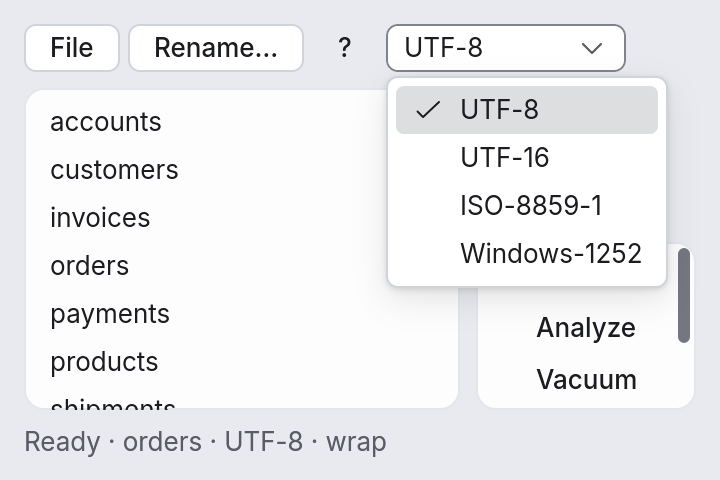 File Rename... ? UTF-8
accounts
customers
invoices
orders
payments
products
shipments
UTF-8
UTF-16
ISO-8859-1
Windows-1252
Analyze
Vacuum
Ready · orders · UTF-8 · wrap